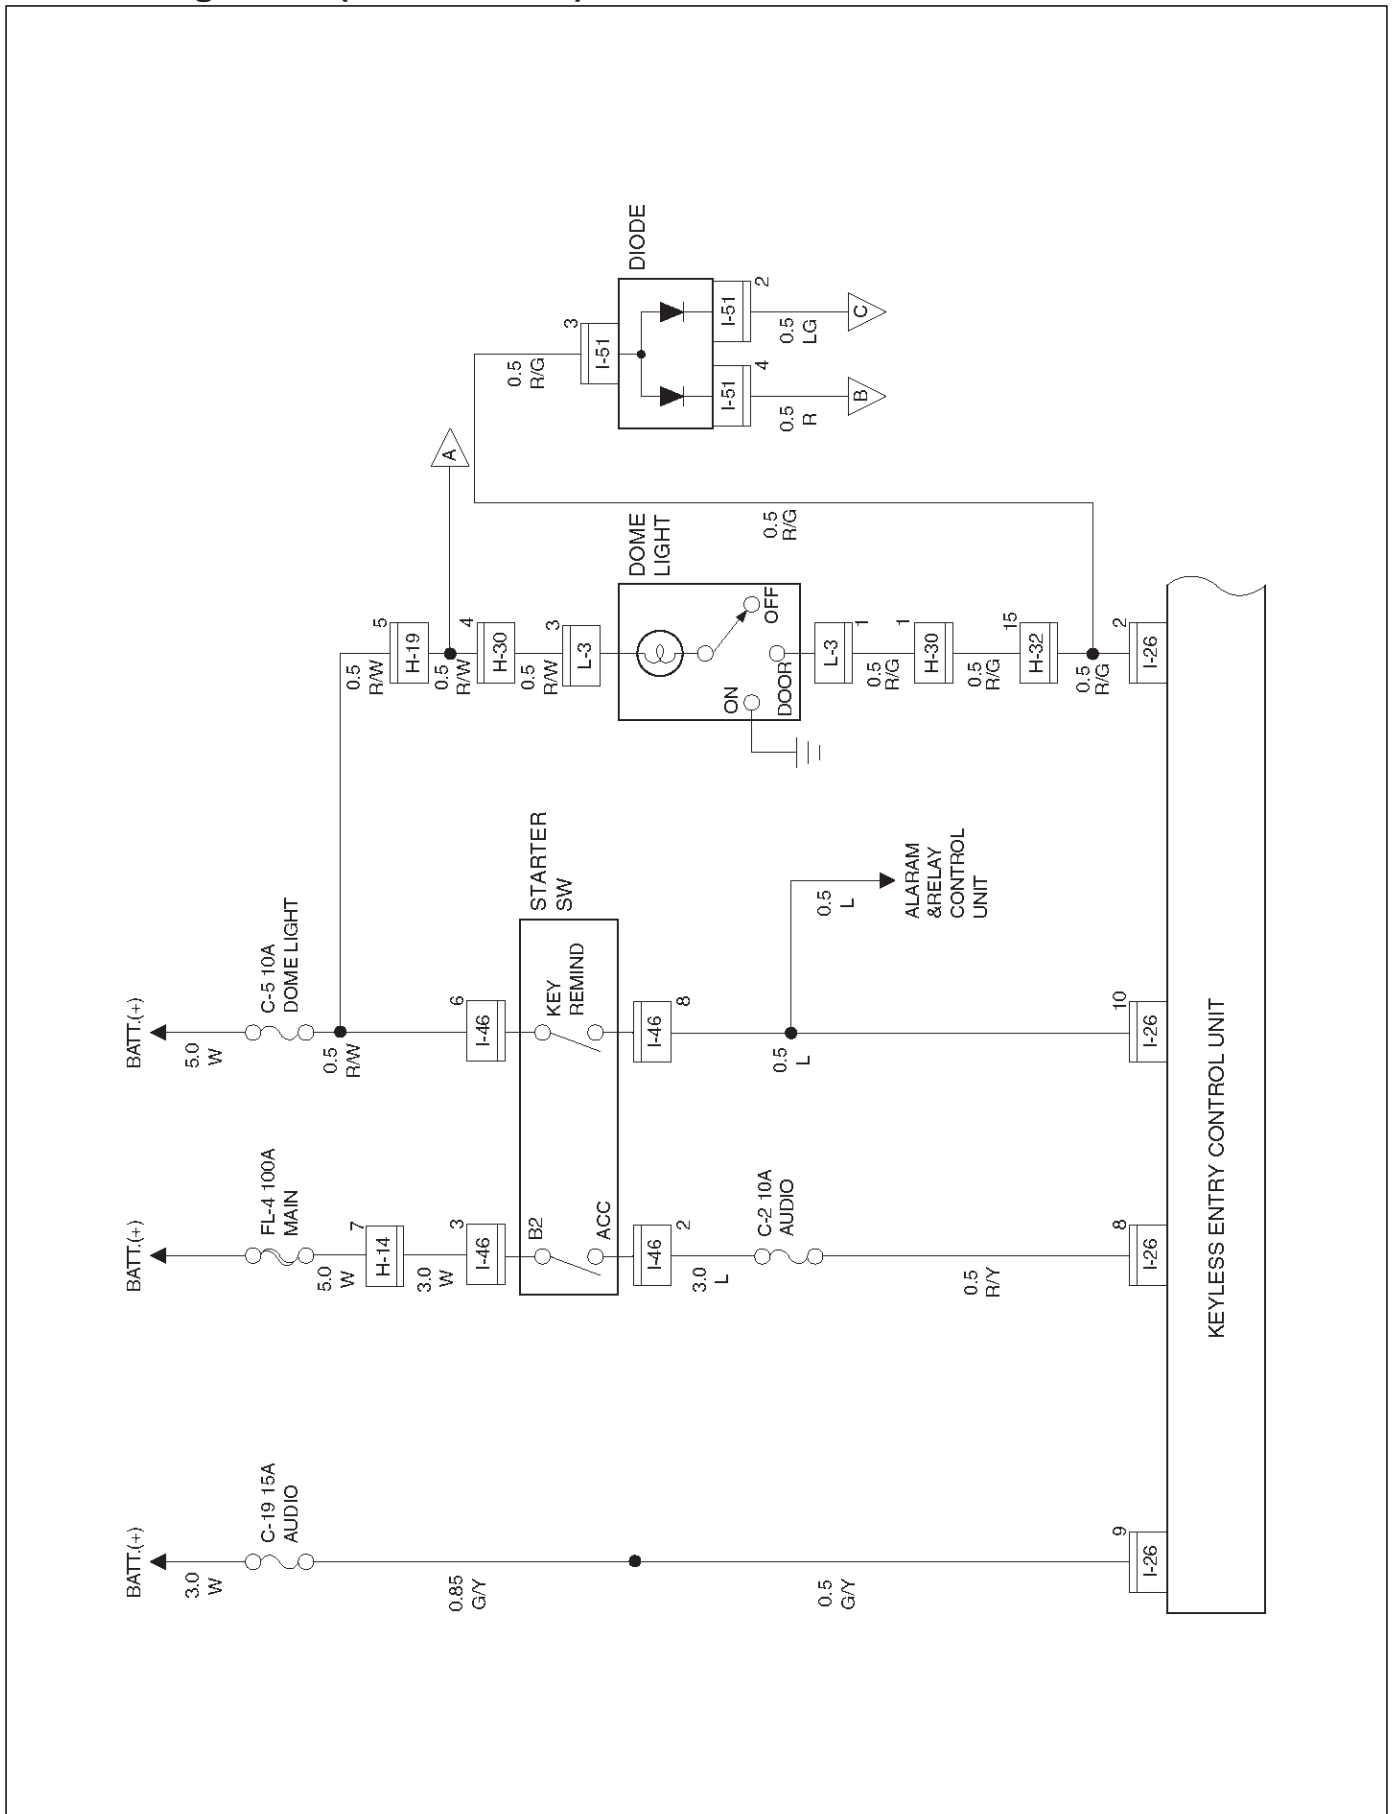 BATT.(+)
3.0
W
C-19 15A
AUDIO
0.85
G/Y
0.5
G/Y
9
I-26
BATT.(+)
FL-4 100A
MAIN
5.0
W
7
H-14
3.0
W
3
I-46
B2
ACC
2
I-46
3.0
L
C-2 10A
AUDIO
0.5
R/Y
8
I-26
BATT.(+)
5.0
W
C-5 10A
DOME LIGHT
0.5
R/W
6
I-46
STARTER
SW
KEY
REMIND
8
I-46
0.5
L
0.5
L
ALARAM
&RELAY
CONTROL
UNIT
10
I-26
0.5
R/W
5
H-19
0.5
R/W
A
4
H-30
0.5
R/W
3
L-3
DOME
LIGHT
ON
OFF
DOOR
1
L-3
0.5
R/G
1
H-30
0.5
R/G
15
H-32
0.5
R/G
2
I-26
0.5
R/G
0.5
R/G
3
I-51
DIODE
I-51
4
I-51
2
0.5
R
0.5
LG
B
C
KEYLESS ENTRY CONTROL UNIT